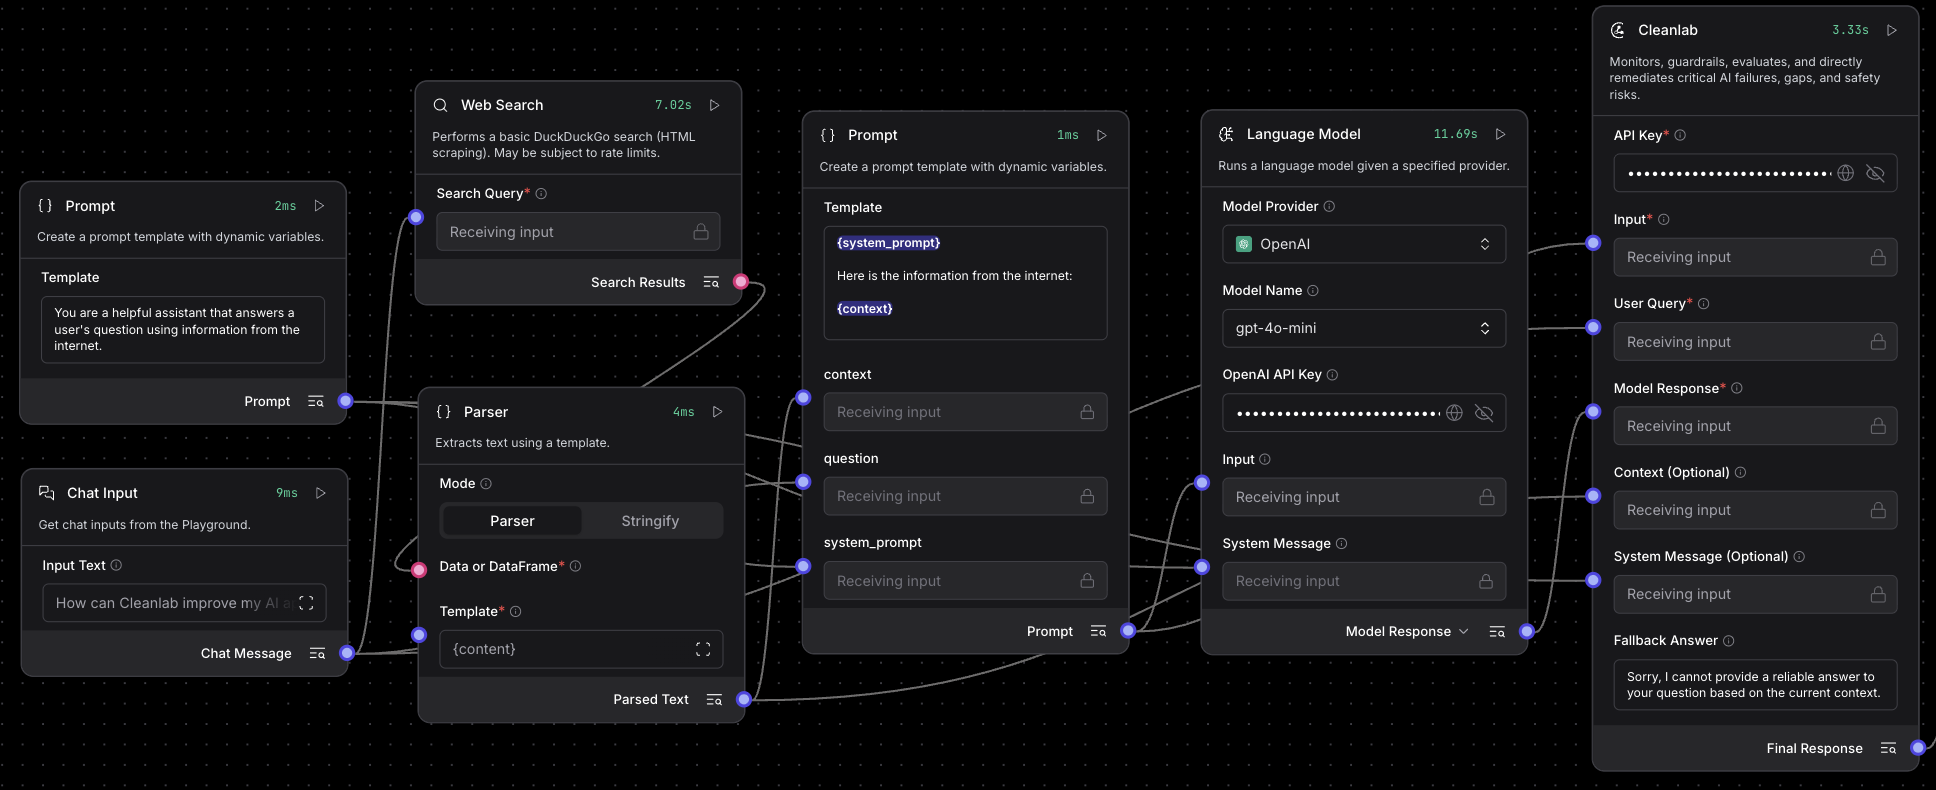 Prompt
2ms
Create a prompt template with dynamic variables.
Template
You are a helpful assistant that answers a
user's question using information from the
internet.
Prompt
Chat Input
9ms
Get chat inputs from the Playground.
Input Text
How can Cleanlab improve my AI
Chat Message
Web Search
7.02s
Performs a basic DuckDuckGo search (HTML
scraping). May be subject to rate limits.
Search Query*
Receiving input
Search Results
{} Parser
4ms
Extracts text using a template.
Mode
Parser
Stringify
Data or DataFrame*
Template*
{content}
Parsed Text
{} Prompt
1ms
Create a prompt template with dynamic variables.
Template
{system_prompt}
Here is the information from the internet:
{context}
context
Receiving input
question
Receiving input
system_prompt
Receiving input
Prompt
Language Model
11.69s
Runs a language model given a specified provider.
Model Provider
OpenAI
Model Name
gpt-4o-mini
OpenAI API Key
Input
Receiving input
System Message
Receiving input
Model Response
Cleanlab
3.33s
Monitors, guardrails, evaluates, and directly
remediates critical AI failures, gaps, and safety
risks.
API Key*
Input*
Receiving input
User Query*
Receiving input
Model Response*
Receiving input
Context (Optional)
Receiving input
System Message (Optional)
Receiving input
Fallback Answer
Sorry, I cannot provide a reliable answer to
your question based on the current context.
Final Response